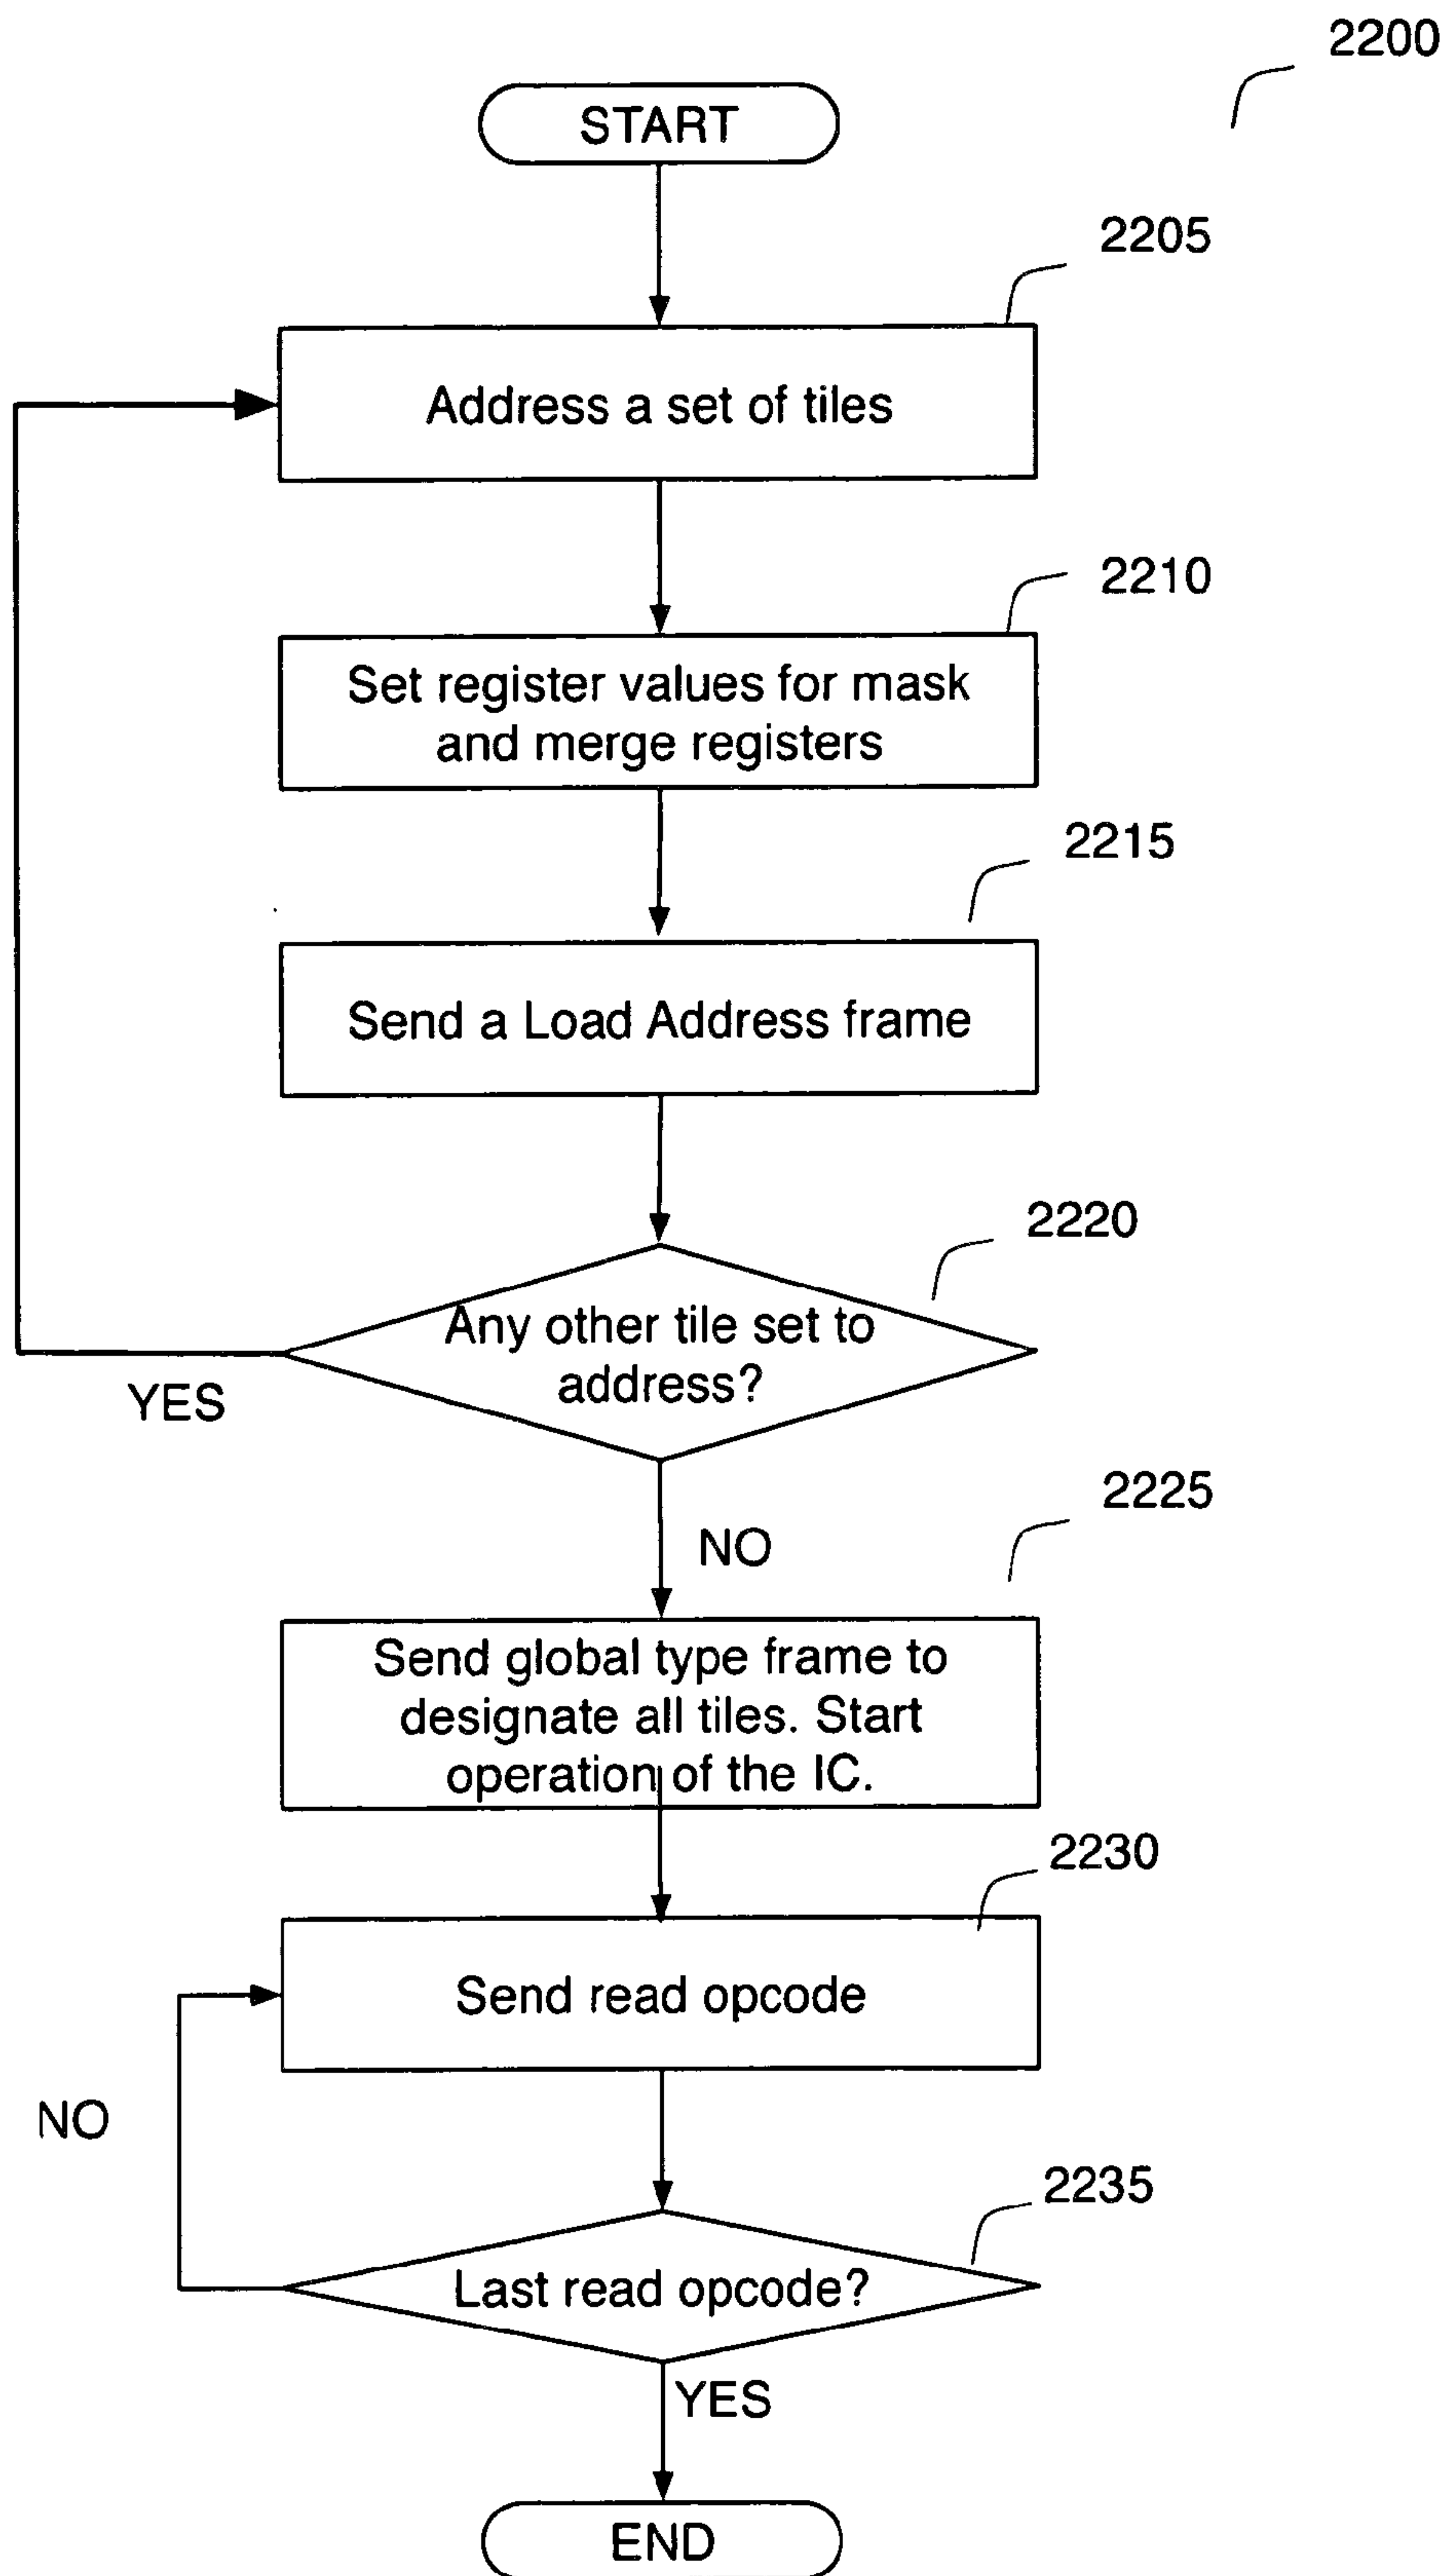 2200
START
2205
Address a set of tiles
2210
Set register values for mask
and merge registers
2215
Send a Load Address frame
2220
Any other tile set to
address?
YES
2225
NO
Send global type frame to
designate all tiles. Start
operation of the IC.
2230
Send read opcode
NO
2235
Last read opcode?
YES
END